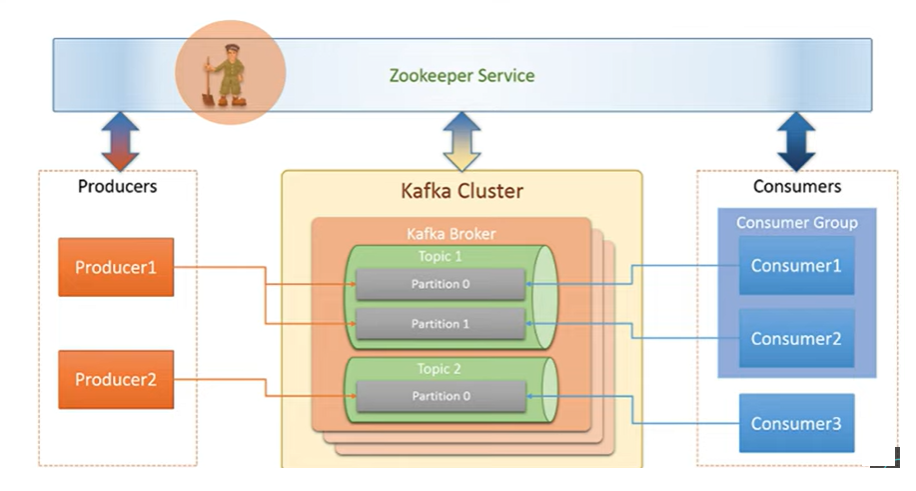 Zookeeper Service
Producers
Producer1
Producer2
Kafka Cluster
Kafka Broker
Topic 1
Partition 0
Partition 1
Topic 2
Partition 0
Consumers
Consumer Group
Consumer1
Consumer2
Consumer3